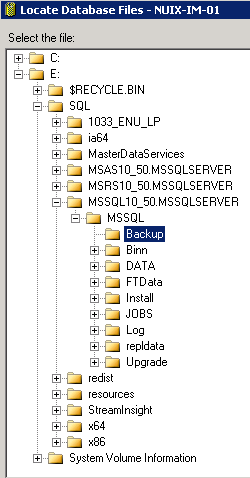 Locate Database Files - NUIX-IM-01
Select the file:
C:
E:
$RECYCLE.BIN
SQL
1033_ENU_LP
ia64
MasterDataServices
MSAS10_50.MSSQLSERVER
MSRS10_50.MSSQLSERVER
MSSQL10_50.MSSQLSERVER
MSSQL
Backup
Binn
DATA
FTData
Install
JOBS
Log
repldata
Upgrade
redist
resources
StreamInsight
x64
x86
System Volume Information